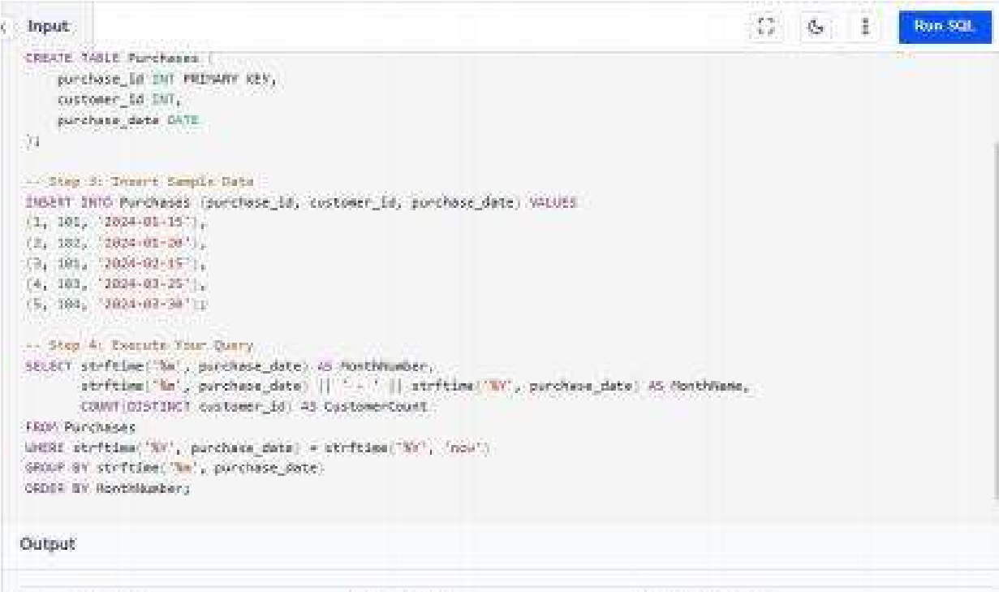 Input
Run SQL
CREATE TABLE Purchases (
purchase_id INT PRIMARY KEY,
customer_id INT,
purchase_date DATE
);
-- Step 3: Insert Sample Data
INSERT INTO Purchases (purchase_id, customer_id, purchase_date) VALUES
(1, 101, '2024-01-15'),
(2, 102, '2024-01-20'),
(3, 101, '2024-02-15'),
(4, 103, '2024-03-25'),
(5, 104, '2024-03-30');
-- Step 4: Execute Your Query
SELECT strftime('%m', purchase_date) AS MonthNumber,
strftime('%m', purchase_date) || ' - ' || strftime('%Y', purchase_date) AS MonthName,
COUNT(DISTINCT customer_id) AS CustomerCount
FROM Purchases
WHERE strftime('%Y', purchase_date) = strftime('%Y', 'now')
GROUP BY strftime('%m', purchase_date)
ORDER BY MonthNumber;
Output